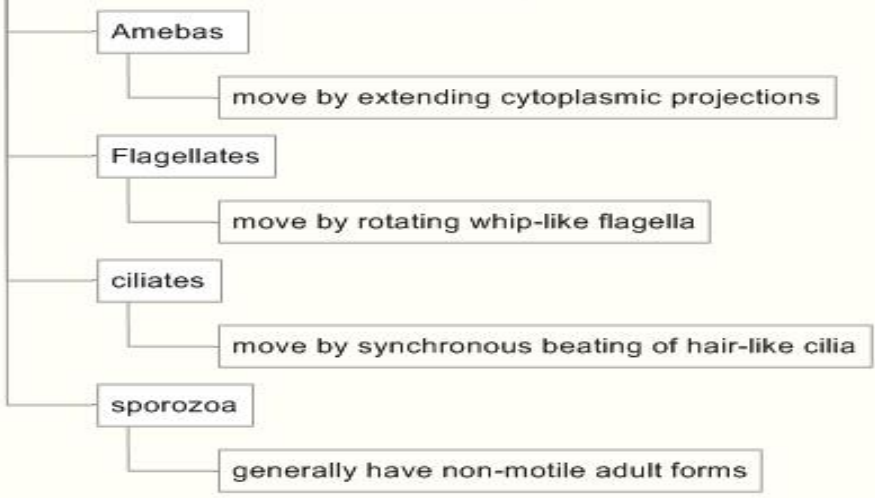 Amebas
move by extending cytoplasmic projections
Flagellates
move by rotating whip-like flagella
ciliates
move by synchronous beating of hair-like cilia
sporozoa
generally have non-motile adult forms